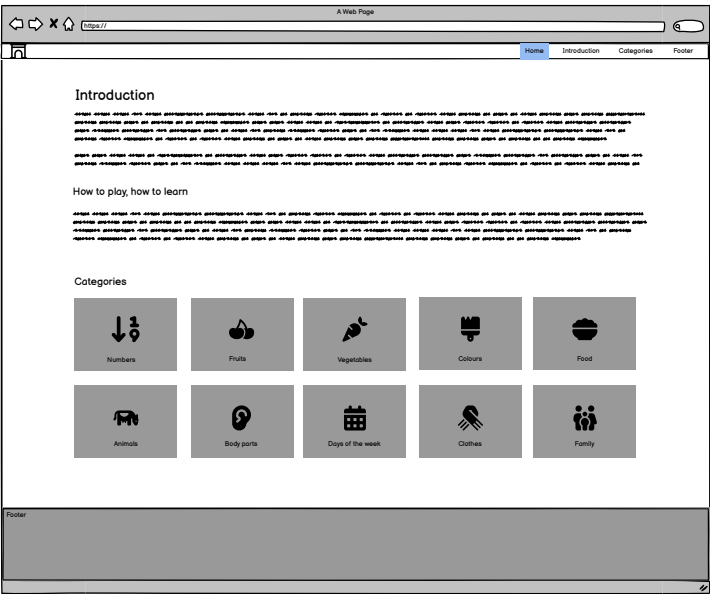 A Web Page
https://
Home Introduction Categories Footer
Introduction
How to play, how to learn
Categories
Numbers Fruits Vegetables Colours Food
Animals Body parts Days of the week Clothes Family
Footer